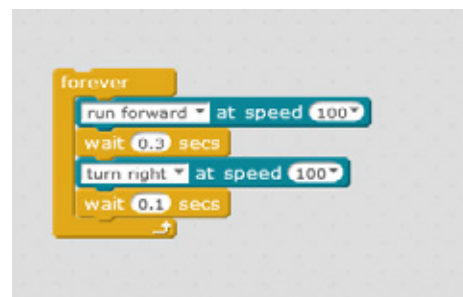 forever
run forward at speed 100
wait 0.3 secs
turn right at speed 100
wait 0.1 secs